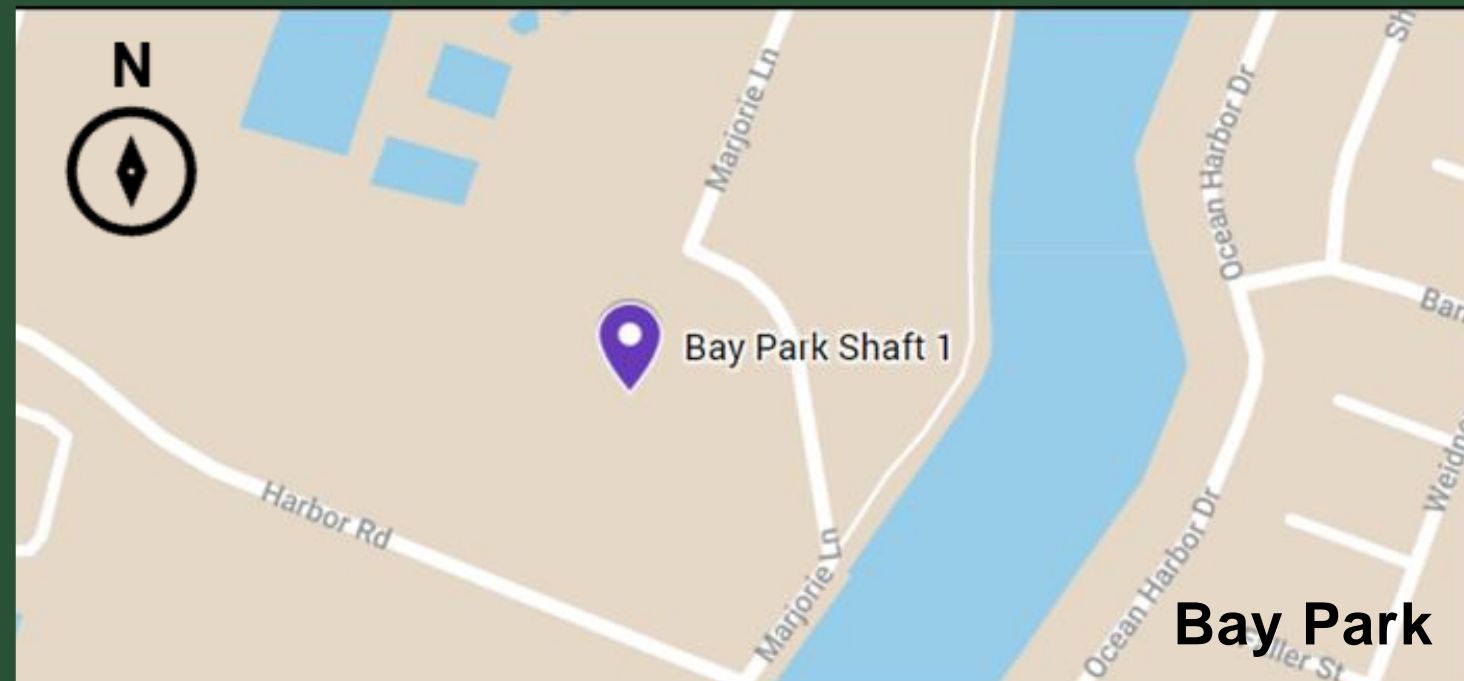 N
Marjorie Ln
Ocean Harbor Dr
Bay Park Shaft 1
Harbor Rd
Marjorie Ln
Ocean Harbor Dr
Bay Park